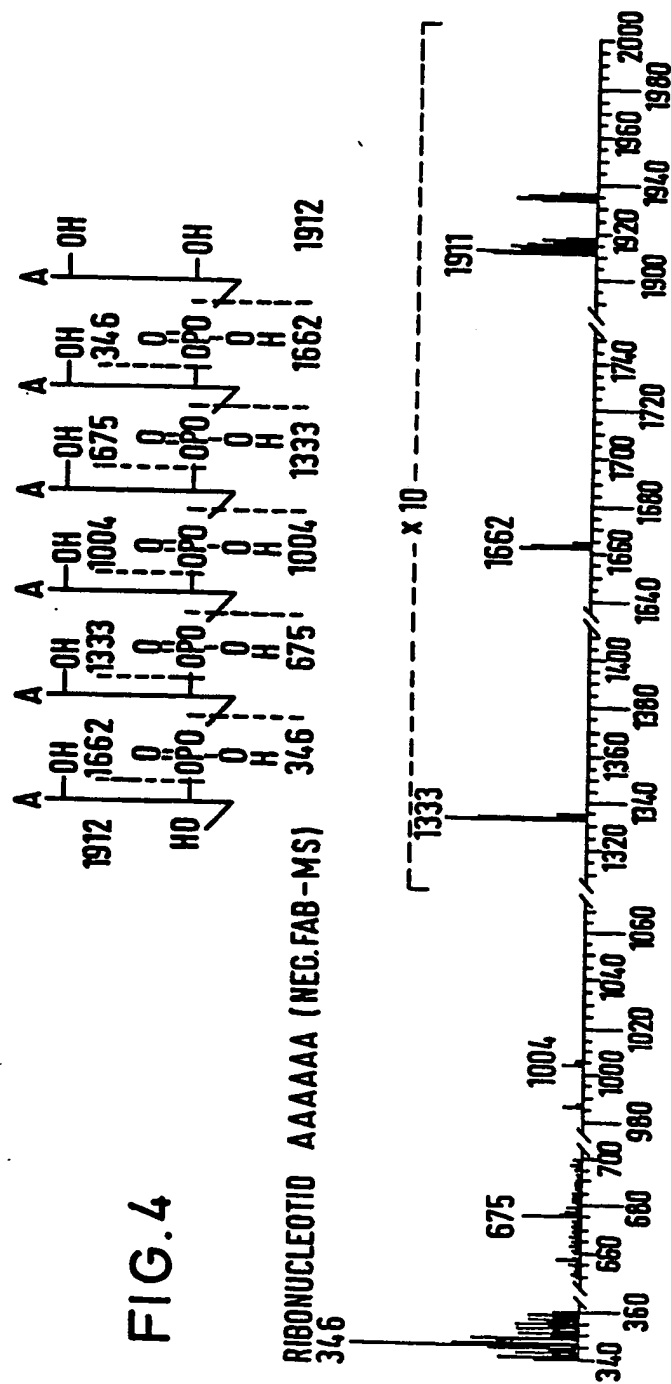 FIG.4
A A A A A A
OH OH OH OH OH OH
1912 1662 1333 1004 1675 346
O O O O O
HO OPO OPO OPO OPO OPO OH
O O O O O
H H H H H
346 675 1004 1333 1662 1912
RIBONUCLEOTID AAAAAA (NEG.FAB-MS)
x 10
346 675 1004 1333 1662 1911
340 360 660 680 700 980 1000 1020 1040 1060 1320 1340 1360 1380 1400 1640 1660 1680 1700 1720 1740 1900 1920 1940 1960 1980 2000